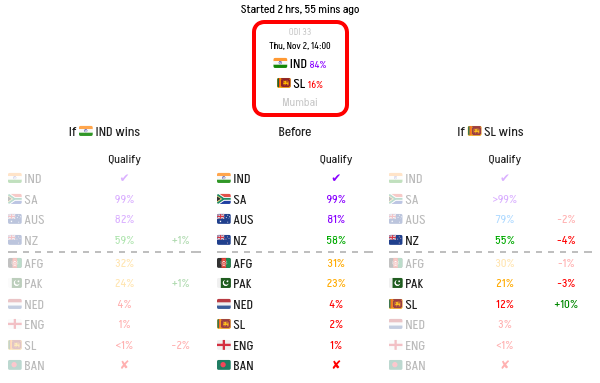 Started 2 hrs, 55 mins ago
ODI 33
Thu, Nov 2, 14:00
IND 84%
SL 16%
Mumbai
If IND wins Before If SL wins
Qualify Qualify Qualify
IND ✔ IND ✔ IND ✔
SA 99% SA 99% SA >99%
AUS 82% AUS 81% AUS 79% -2%
NZ 59% +1% NZ 58% NZ 55% -4%
AFG 32% AFG 31% AFG 30% -1%
PAK 24% +1% PAK 23% PAK 21% -3%
NED 4% NED 4% SL 12% +10%
ENG 1% SL 2% NED 3%
SL <1% -2% ENG 1% ENG <1%
BAN ✘ BAN ✘ BAN ✘